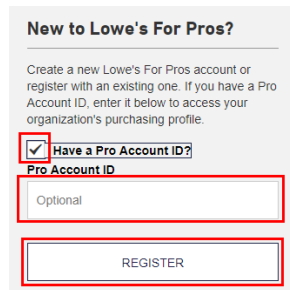 New to Lowe's For Pros?
Create a new Lowe's For Pros account or
register with an existing one. If you have a Pro
Account ID, enter it below to access your
organization's purchasing profile.
Have a Pro Account ID?
Pro Account ID
Optional
REGISTER